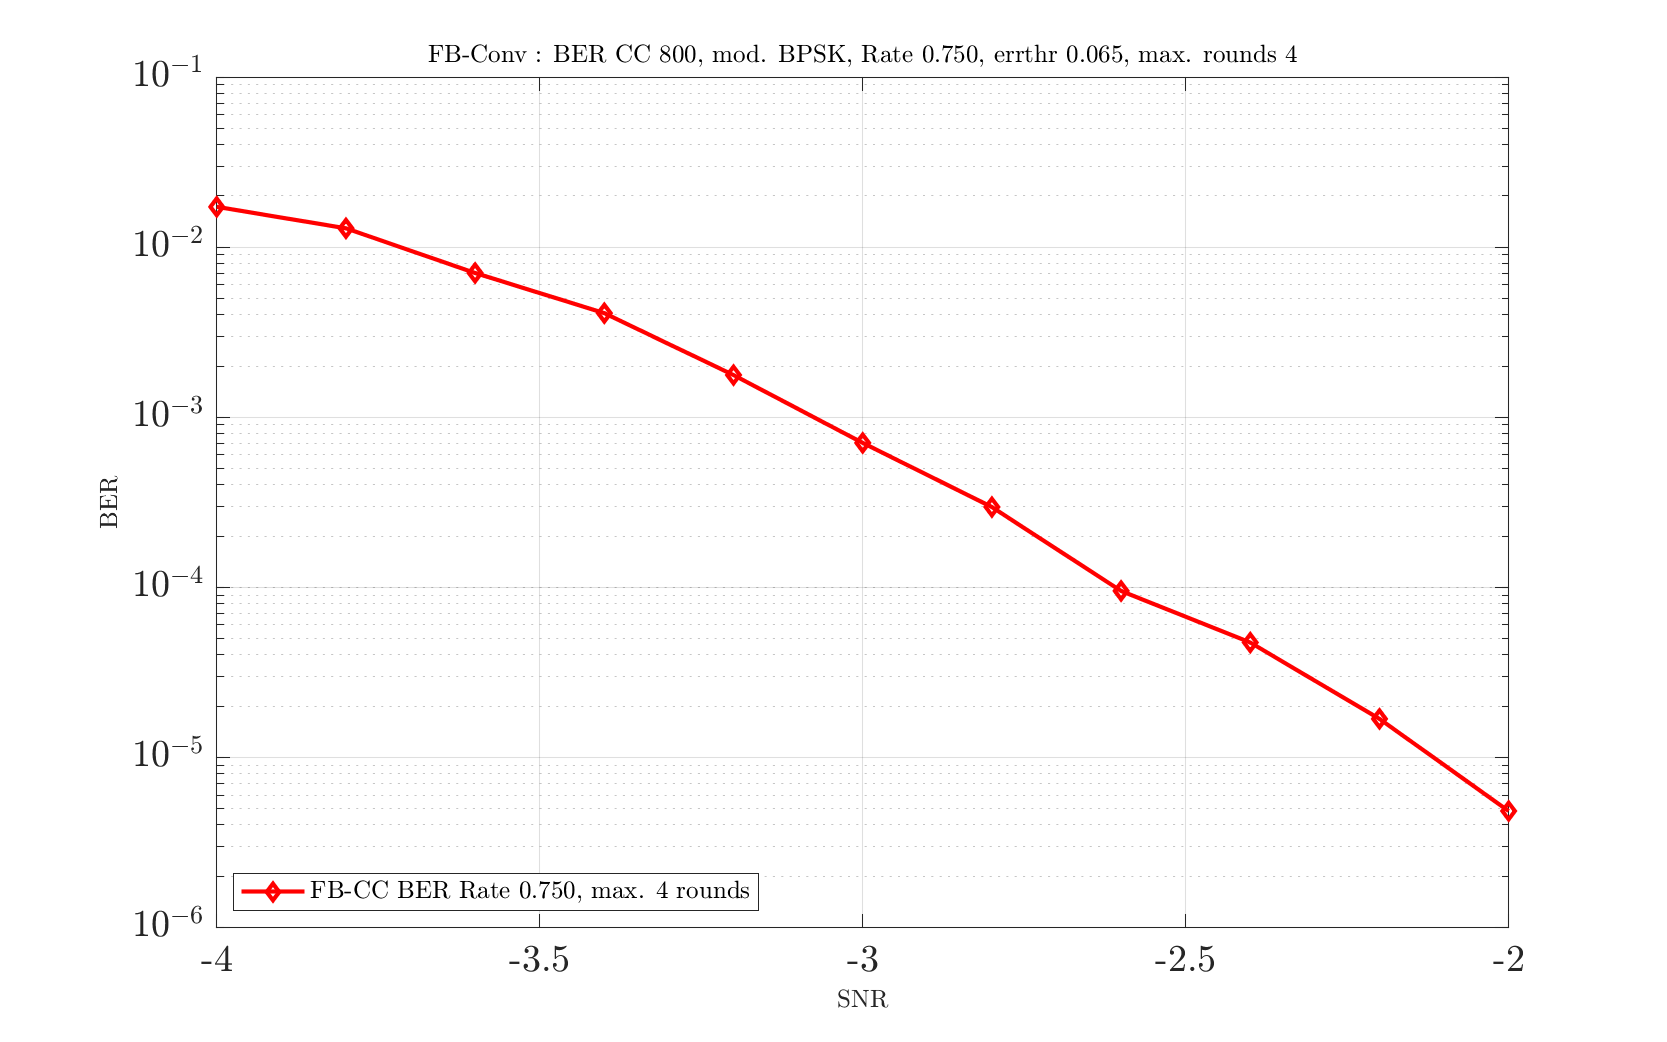 FB-Conv : BER CC 800, mod. BPSK, Rate 0.750, errthr 0.065, max. rounds 4
10^{-1}
10^{-2}
10^{-3}
10^{-4}
10^{-5}
10^{-6}
BER
FB-CC BER Rate 0.750, max. 4 rounds
-4 -3.5 -3 -2.5 -2
SNR